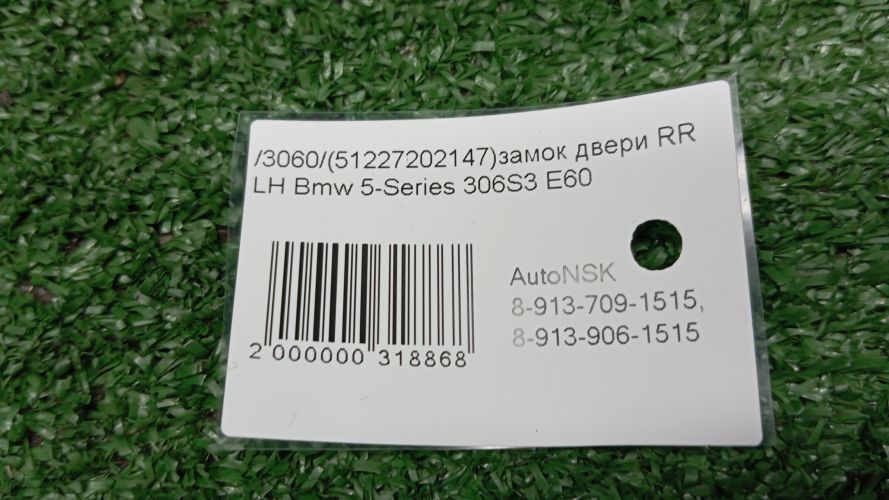 /3060/(51227202147)замок двери RR
LH Bmw 5-Series 306S3 E60
AutoNSK
8-913-709-1515,
8-913-906-1515
2 000000 318868